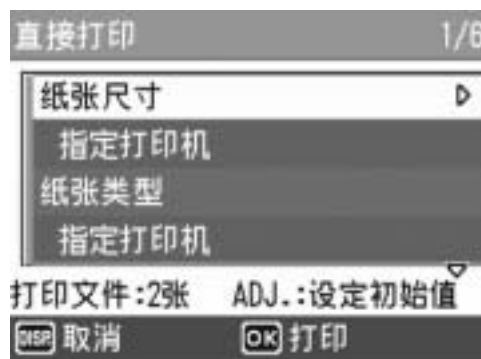 直接打印 1/6
纸张尺寸
指定打印机
纸张类型
指定打印机
打印文件:2张 ADJ.:设定初始值
DISP. 取消 OK 打印